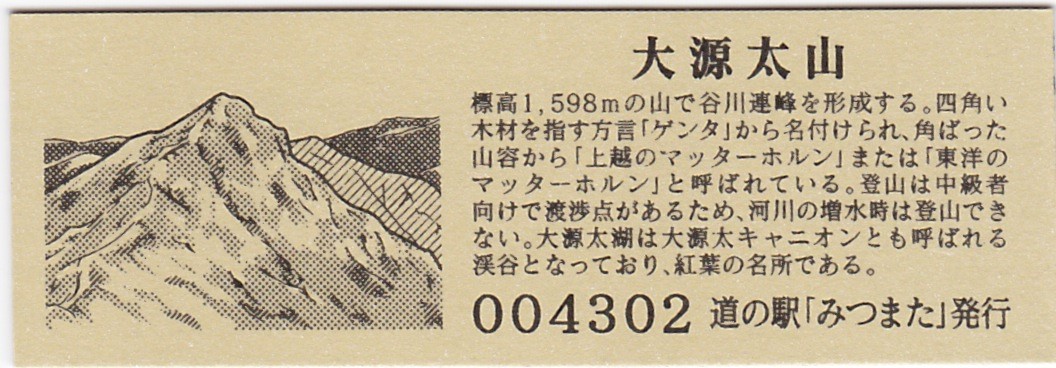 大源太山
標高1,598mの山で谷川連峰を形成する。四角い
木材を指す方言「ゲンタ」から名付けられ、角ばった
山容から「上越のマッターホルン」または「東洋の
マッターホルン」と呼ばれている。登山は中級者
向けで渡渉点があるため、河川の増水時は登山でき
ない。大源太湖は大源太キャニオンとも呼ばれる
渓谷となっており、紅葉の名所である。
004302 道の駅「みつまた」発行